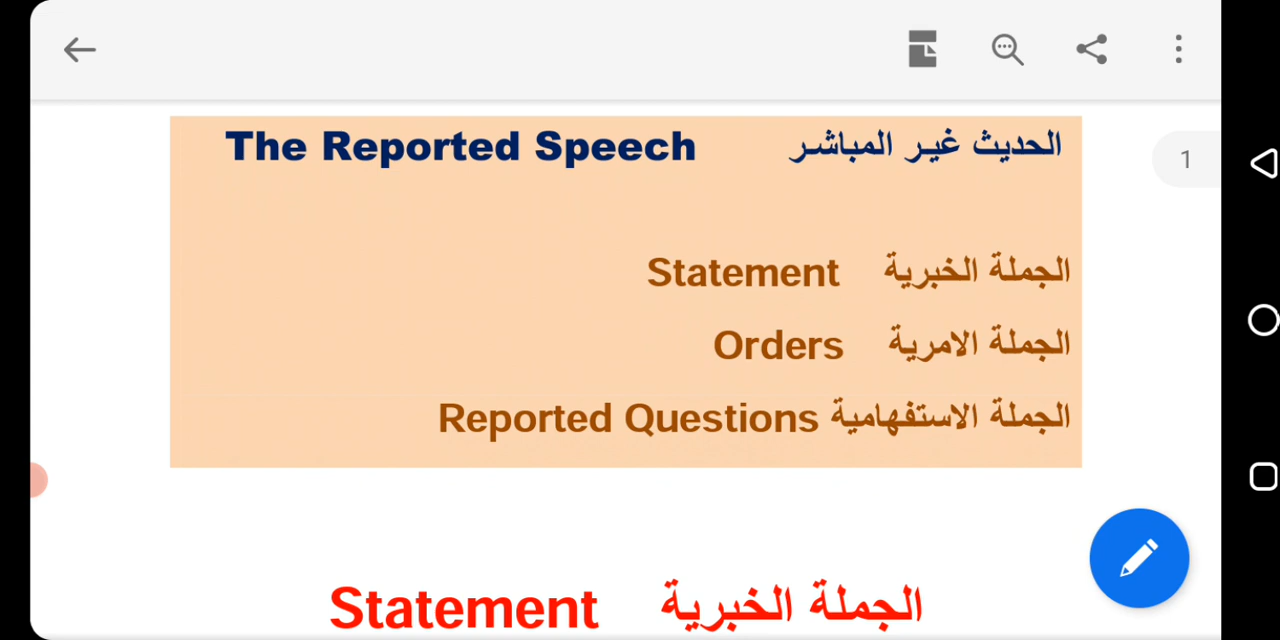 1
The Reported Speech الحديث غير المباشر
Statement الجملة الخبرية
Orders الجملة الامرية
Reported Questions الجملة الاستفهامية
Statement الجملة الخبرية